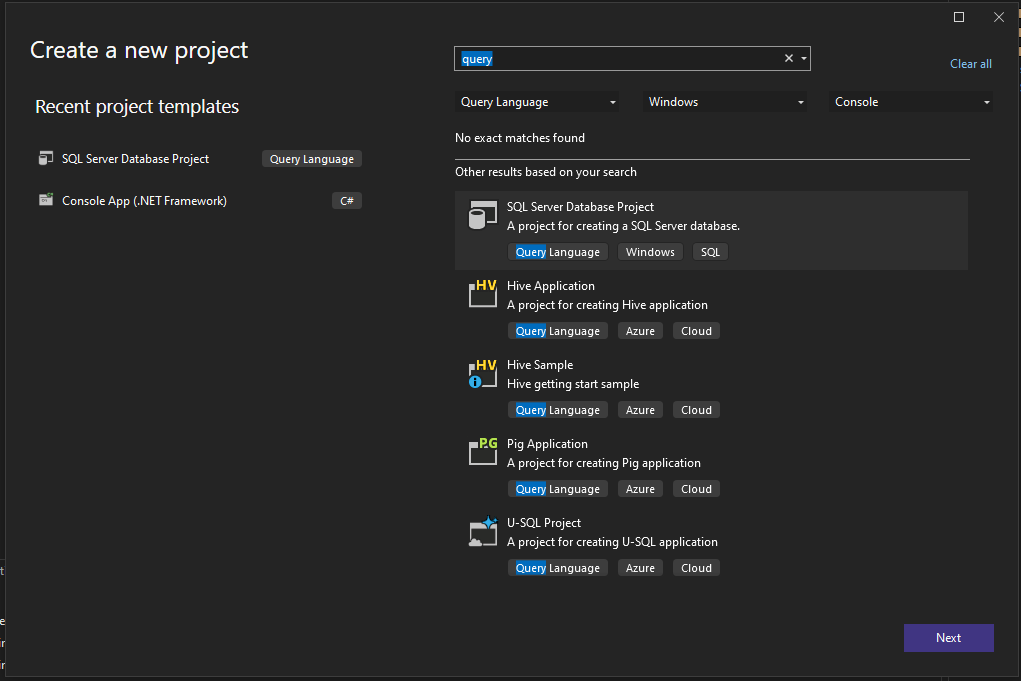 Create a new project
query
Clear all
Recent project templates
Query Language
Windows
Console
No exact matches found
SQL Server Database Project
Query Language
Other results based on your search
Console App (.NET Framework)
C#
SQL Server Database Project
A project for creating a SQL Server database.
Query Language
Windows
SQL
HV
Hive Application
A project for creating Hive application
Query Language
Azure
Cloud
HV
Hive Sample
Hive getting start sample
Query Language
Azure
Cloud
PG
Pig Application
A project for creating Pig application
Query Language
Azure
Cloud
U-SQL Project
A project for creating U-SQL application
Query Language
Azure
Cloud
Next